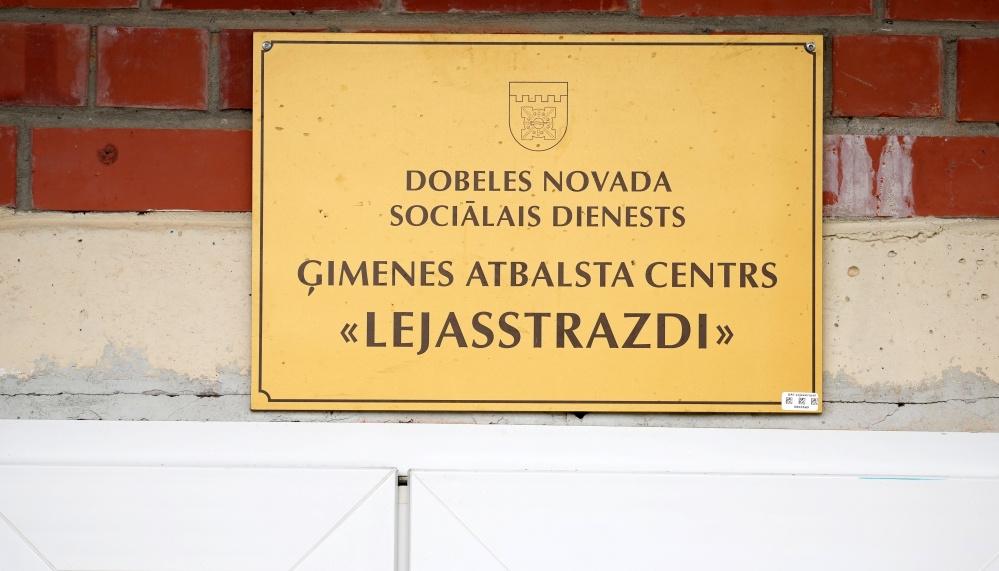 DOBELES NOVADA
SOCIĀLAIS DIENESTS
ĢIMENES ATBALSTA CENTRS
«LEJASSTRAZDI»